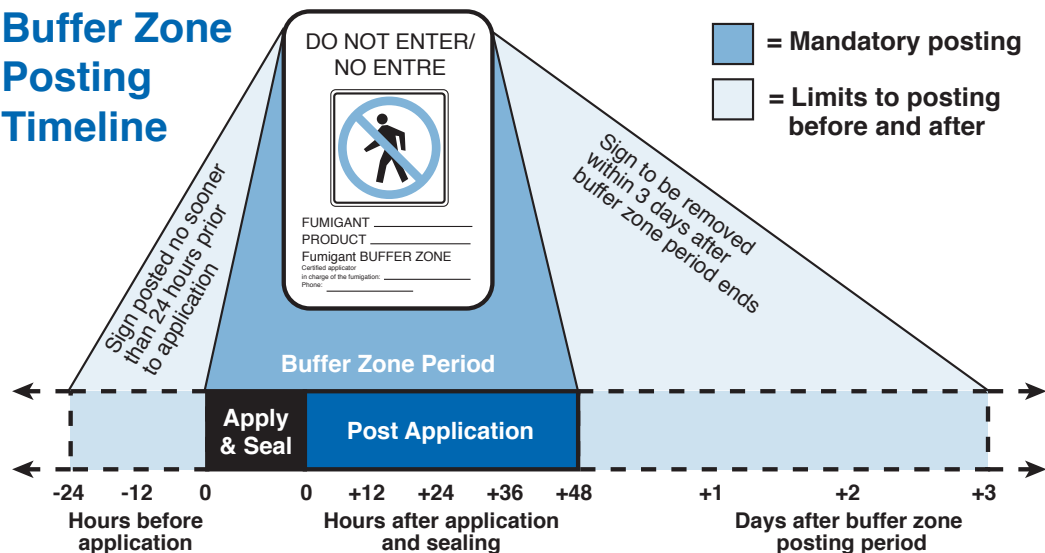 Buffer Zone
Posting
Timeline
DO NOT ENTER/
NO ENTRE
FUMIGANT
PRODUCT
Fumigant BUFFER ZONE
Certified applicator
in charge of the fumigation:
Phone:
= Mandatory posting
= Limits to posting
before and after
Sign posted no sooner
than 24 hours prior
to application
Sign to be removed
within 3 days after
buffer zone period ends
Buffer Zone Period
Apply
& Seal
Post Application
-24 -12 0 0 +12 +24 +36 +48 +1 +2 +3
Hours before
application
Hours after application
and sealing
Days after buffer zone
posting period